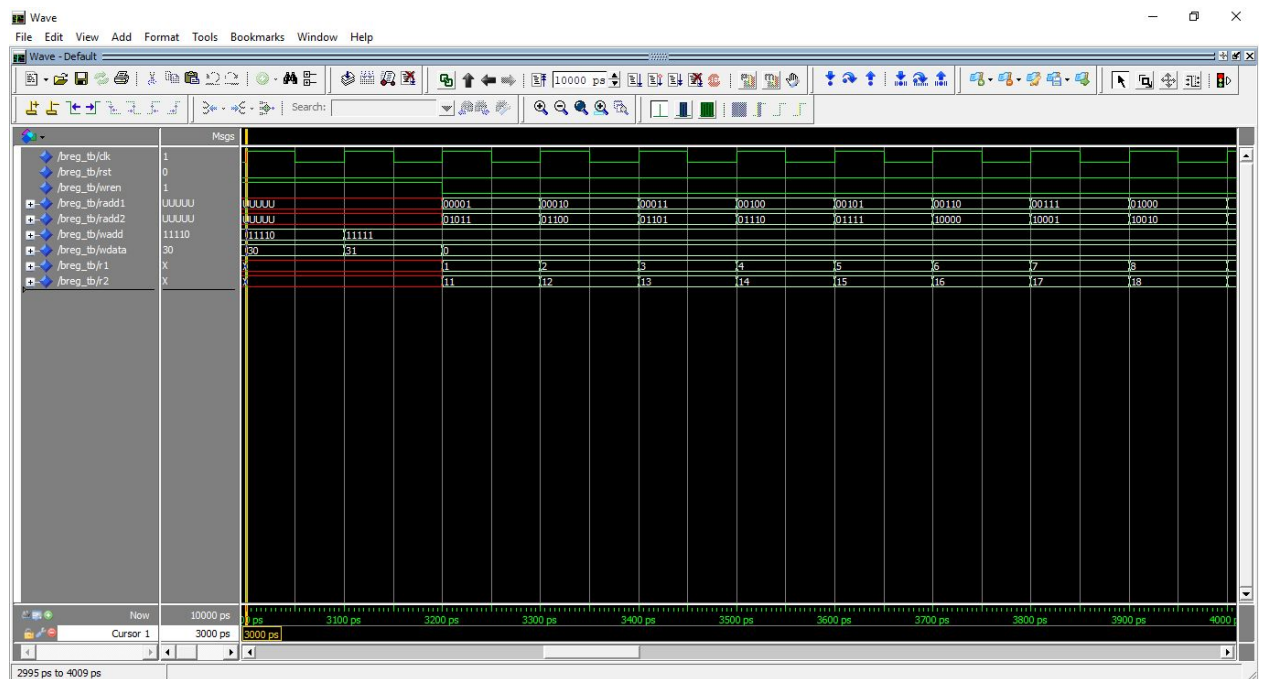 Wave
File Edit View Add Format Tools Bookmarks Window Help
Wave - Default
10000 ps
Search:
Msgs
/breg_tb/clk 1
/breg_tb/rst 0
/breg_tb/wren 1
/breg_tb/radd1 UUUUU UUUUU 00001 00010 00011 00100 00101 00110 00111 01000
/breg_tb/radd2 UUUUU UUUUU 01011 01100 01101 01110 01111 10000 10001 10010
/breg_tb/wadd 11110 11110 11111
/breg_tb/wdata 30 30 31 0
/breg_tb/r1 X 1 2 3 4 5 6 7 8
/breg_tb/r2 X 11 12 13 14 15 16 17 18
Now 10000 ps ps 3100 ps 3200 ps 3300 ps 3400 ps 3500 ps 3600 ps 3700 ps 3800 ps 3900 ps 4000
Cursor 1 3000 ps 3000 ps
2995 ps to 4009 ps